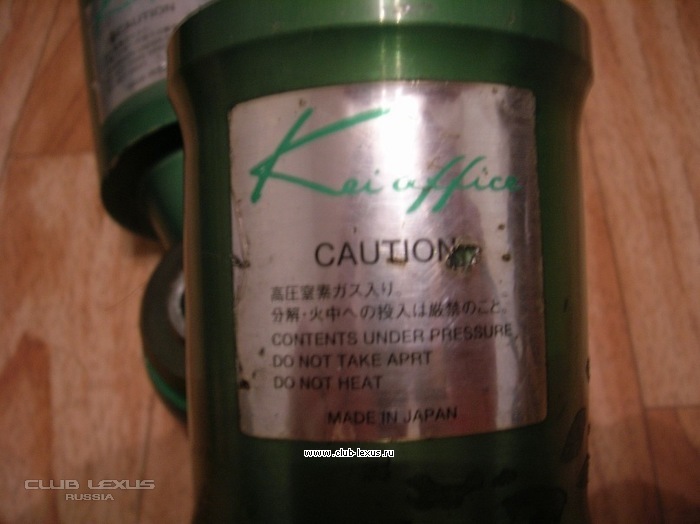 CAUTION
Kei office
CAUTION
高圧窒素ガス入り。
分解・火中への投入は厳禁のこと。
CONTENTS UNDER PRESSURE,
DO NOT TAKE APRT
DO NOT HEAT
MADE IN JAPAN
www.club-lexus.ru
CLUB LEXUS
RUSSIA